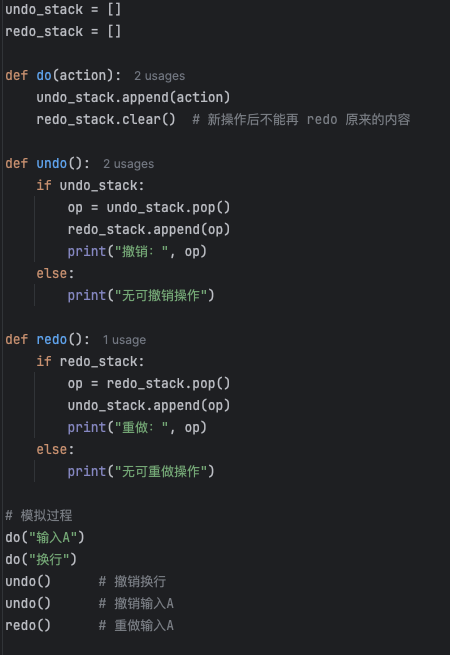 undo_stack = []
redo_stack = []
def do(action):  2 usages
    undo_stack.append(action)
    redo_stack.clear()  # 新操作后不能再 redo 原来的内容
def undo():  2 usages
    if undo_stack:
        op = undo_stack.pop()
        redo_stack.append(op)
        print("撤销：", op)
    else:
        print("无可撤销操作")
def redo():  1 usage
    if redo_stack:
        op = redo_stack.pop()
        undo_stack.append(op)
        print("重做：", op)
    else:
        print("无可重做操作")
# 模拟过程
do("输入A")
do("换行")
undo()      # 撤销换行
undo()      # 撤销输入A
redo()      # 重做输入A